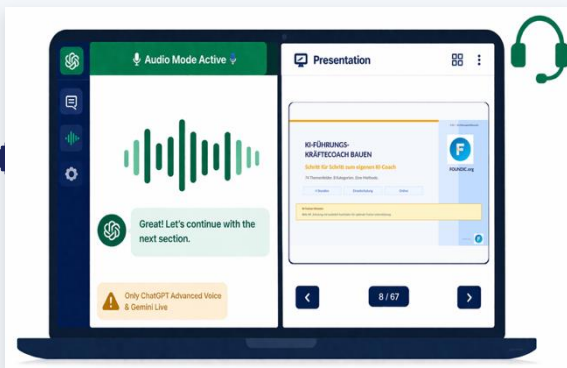 Audio Mode Active
Great! Let's continue with the
next section.
Only ChatGPT Advanced Voice
& Gemini Live
Presentation
KI-FÜHRUNGS-
KRÄFTECOACH BAUEN
Schritt für Schritt zum eigenen KI-Coach
F
FOUNDIC.org
8 / 67